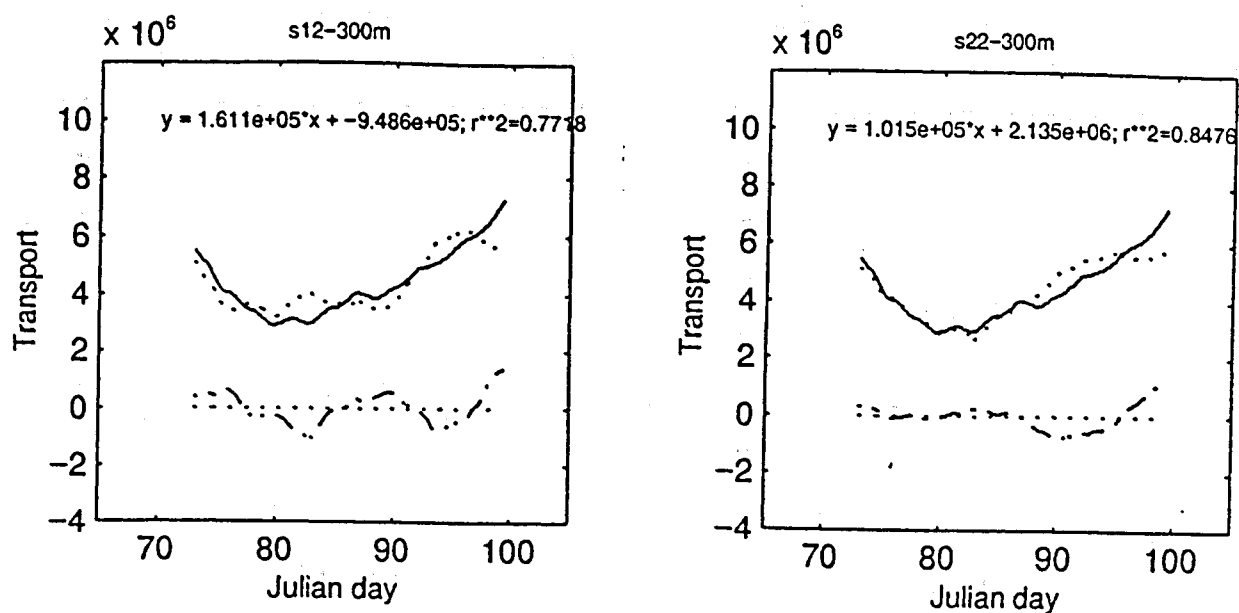 x 10^6
s12-300m
y = 1.611e+05*x + -9.486e+05; r**2=0.7718
Transport
10
8
6
4
2
0
-2
-4
70 80 90 100
Julian day
x 10^6
s22-300m
y = 1.015e+05*x + 2.135e+06; r**2=0.8476
Transport
10
8
6
4
2
0
-2
-4
70 80 90 100
Julian day